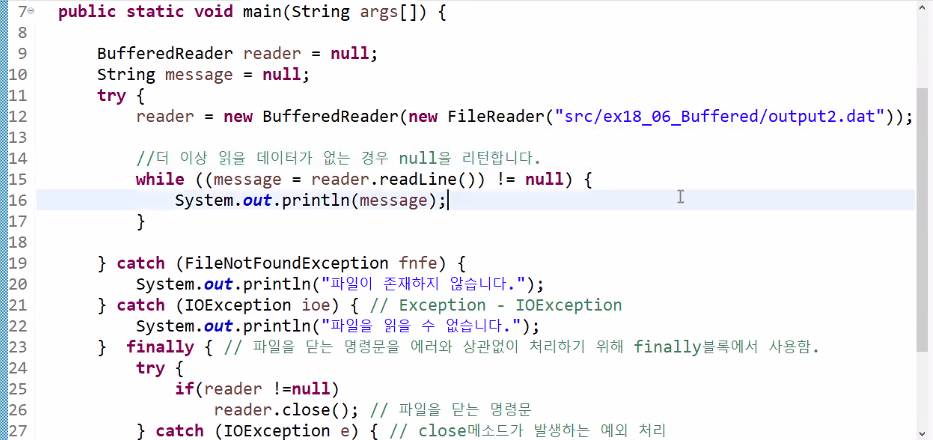 7 public static void main(String args[]) {
8
9 BufferedReader reader = null;
10 String message = null;
11 try {
12 reader = new BufferedReader(new FileReader("src/ex18_06_Buffered/output2.dat"));
13
14 //더 이상 읽을 데이터가 없는 경우 null을 리턴합니다.
15 while ((message = reader.readLine()) != null) {
16 System.out.println(message);
17 }
18
19 } catch (FileNotFoundException fnfe) {
20 System.out.println("파일이 존재하지 않습니다.");
21 } catch (IOException ioe) { // Exception - IOException
22 System.out.println("파일을 읽을 수 없습니다.");
23 } finally { // 파일을 닫는 명령문을 에러와 상관없이 처리하기 위해 finally블록에서 사용함.
24 try {
25 if(reader !=null)
26 reader.close(); // 파일을 닫는 명령문
27 } catch (IOException e) { // close메소드가 발생하는 예외 처리